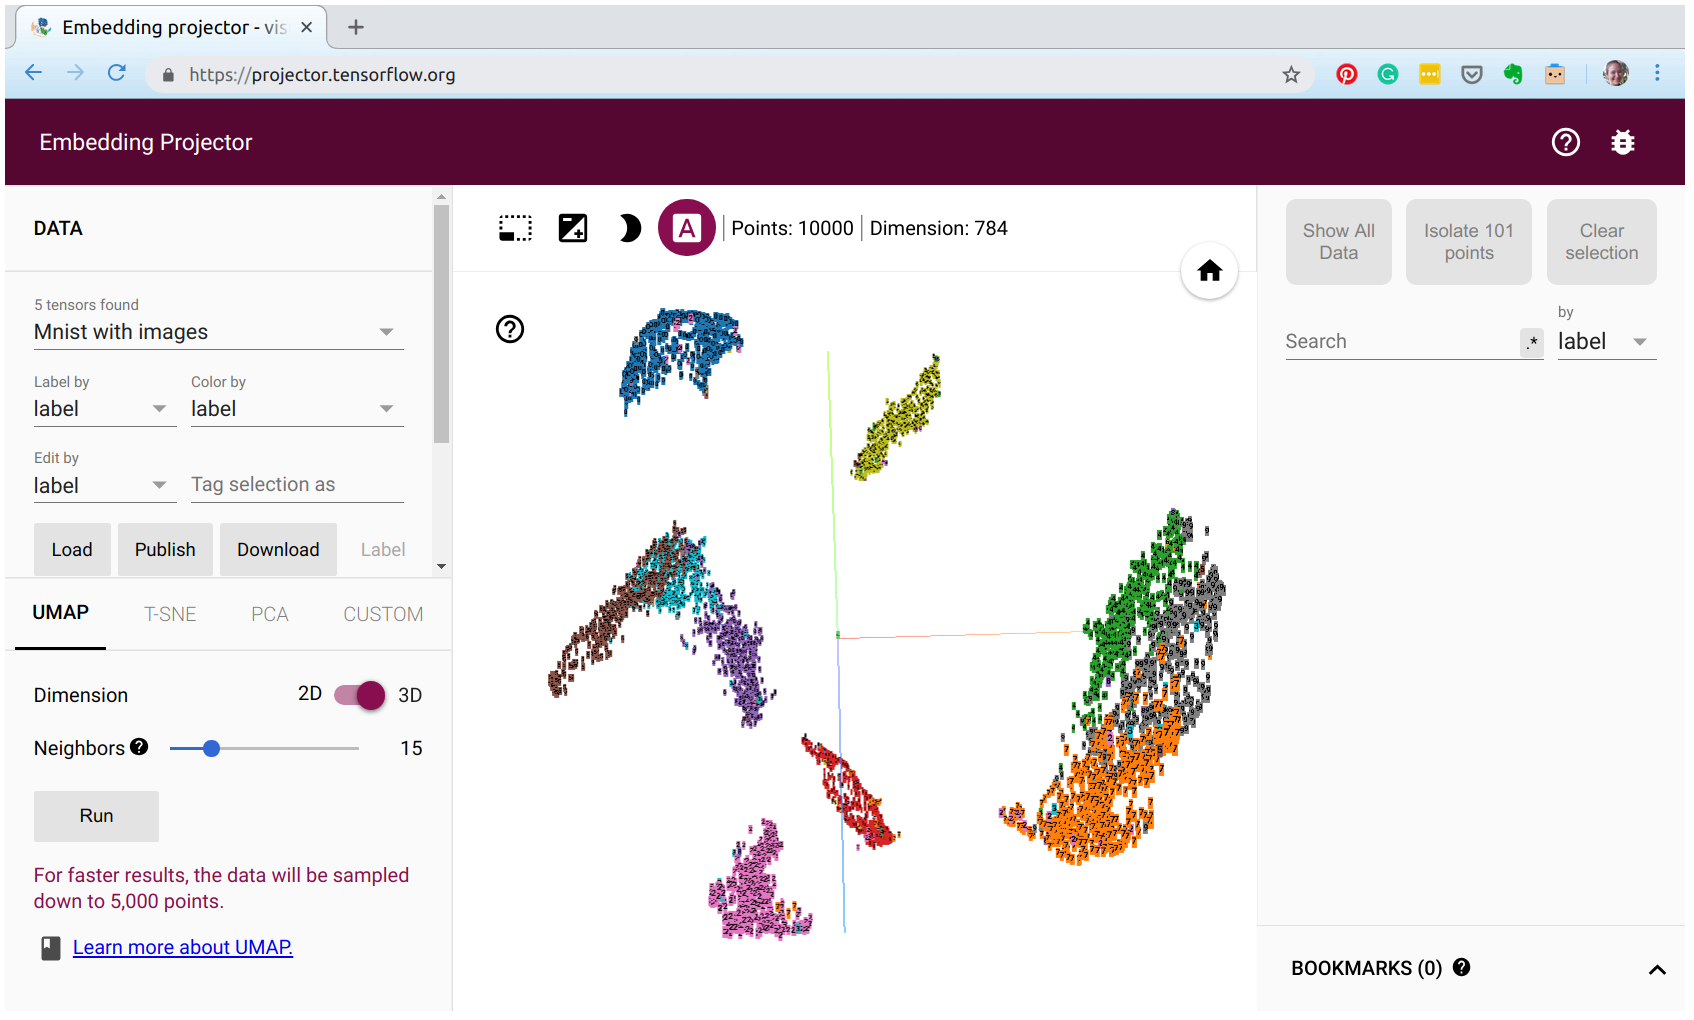 Embedding projector - vis
https://projector.tensorflow.org
Embedding Projector
DATA
5 tensors found
Mnist with images
Label by
label
Color by
label
Edit by
label
Tag selection as
Load
Publish
Download
Label
UMAP
T-SNE
PCA
CUSTOM
Dimension
2D
3D
Neighbors
15
Run
For faster results, the data will be sampled
down to 5,000 points.
Learn more about UMAP.
A
Points: 10000
Dimension: 784
Show All
Data
Isolate 101
points
Clear
selection
Search
.*
by
label
BOOKMARKS (0)